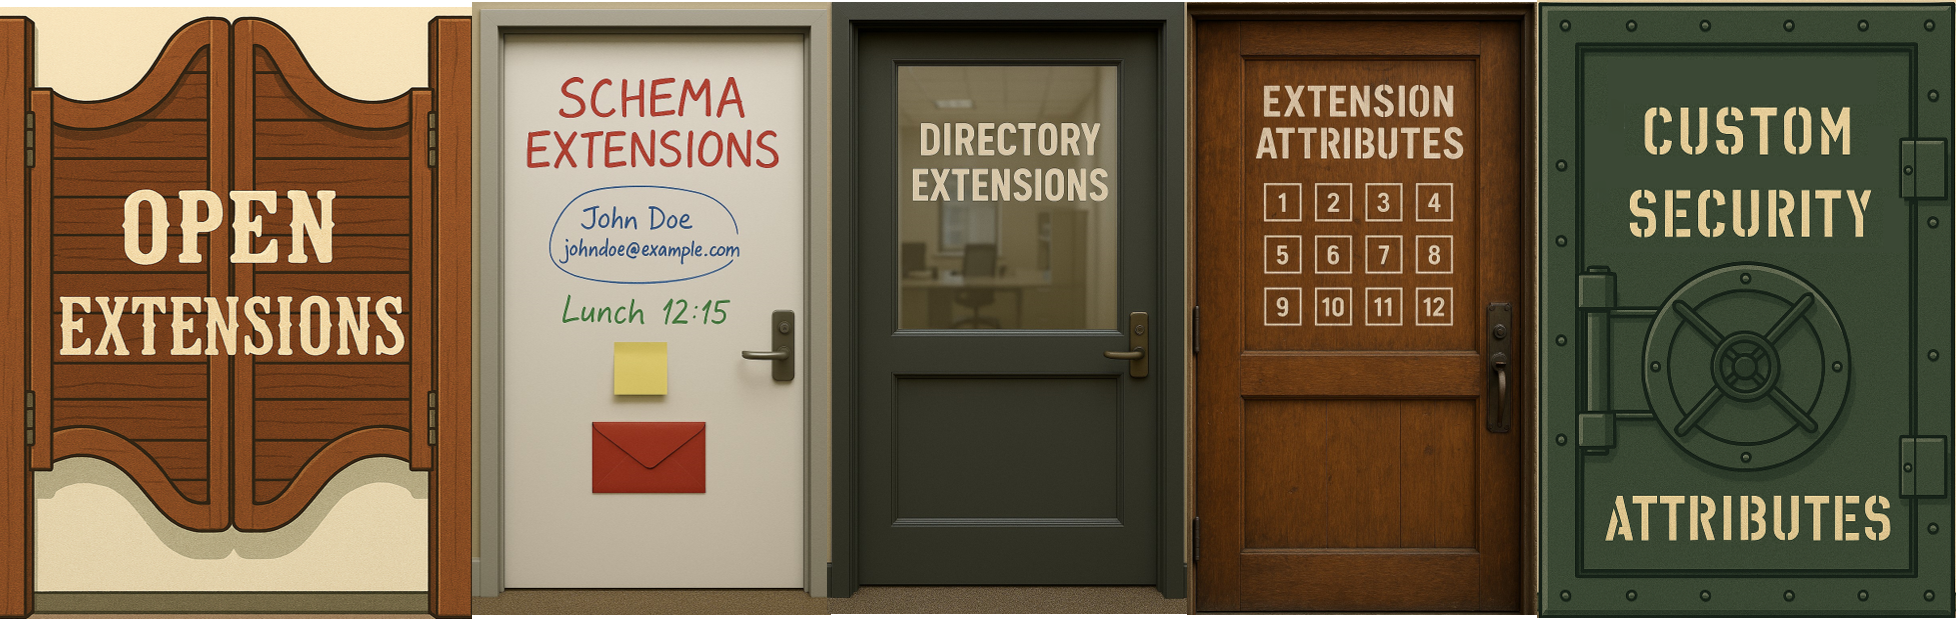 OPEN
EXTENSIONS
SCHEMA
EXTENSIONS
John Doe
johndoe@example.com
Lunch 12:15
DIRECTORY
EXTENSIONS
EXTENSION
ATTRIBUTES
1 2 3 4
5 6 7 8
9 10 11 12
CUSTOM
SECURITY
ATTRIBUTES